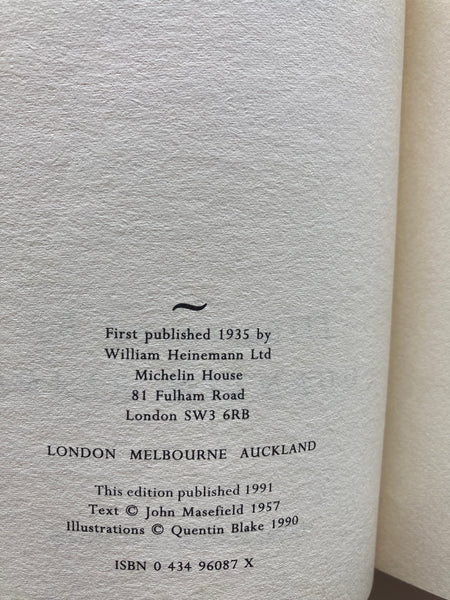 First published 1935 by
William Heinemann Ltd
Michelin House
81 Fulham Road
London SW3 6RB
LONDON MELBOURNE AUCKLAND
This edition published 1991
Text © John Masefield 1957
Illustrations © Quentin Blake 1990
ISBN 0 434 96087 X